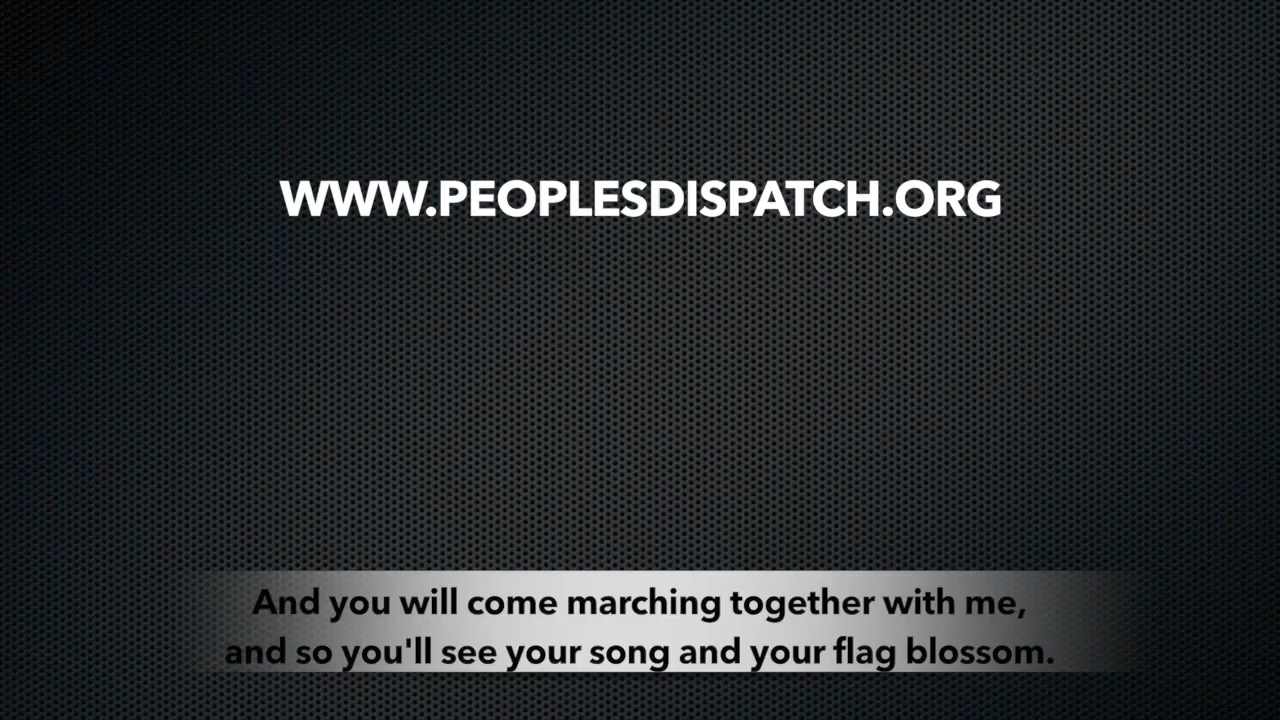 WWW.PEOPLESDISPATCH.ORG
And you will come marching together with me,
and so you'll see your song and your flag blossom.